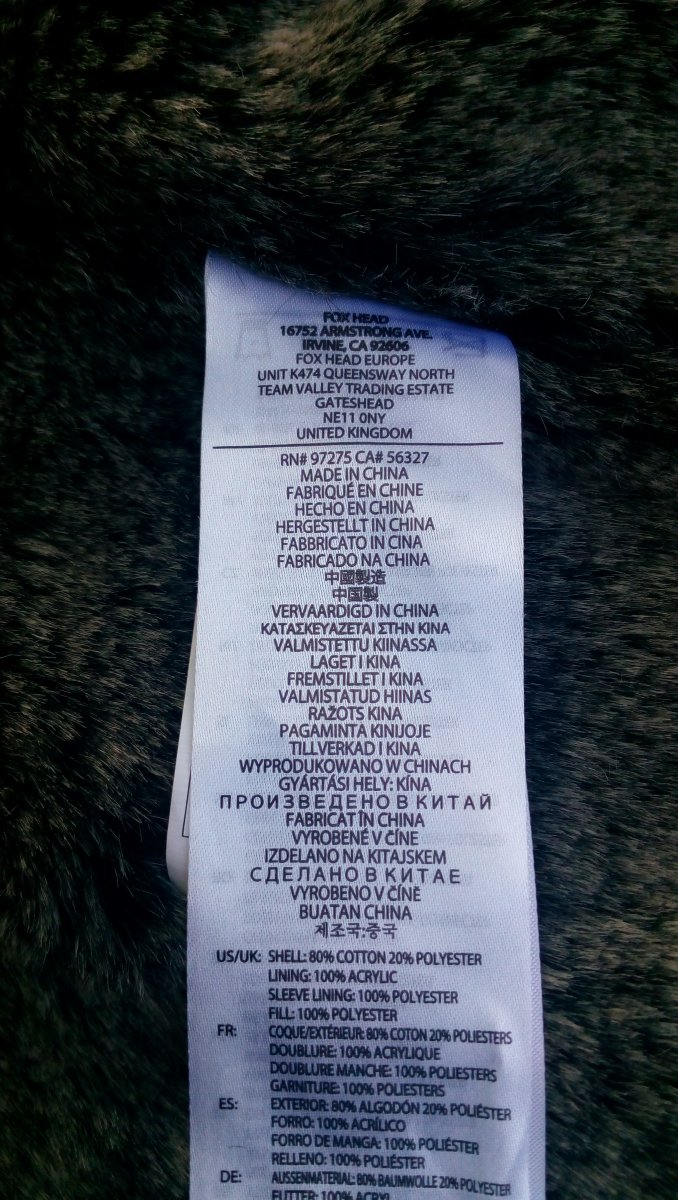 FOX HEAD
16752 ARMSTRONG AVE.
IRVINE, CA 92606
FOX HEAD EUROPE
UNIT K474 QUEENSWAY NORTH
TEAM VALLEY TRADING ESTATE
GATESHEAD
NE11 0NY
UNITED KINGDOM
RN# 97275 CA# 56327
MADE IN CHINA
FABRIQUÉ EN CHINE
HECHO EN CHINA
HERGESTELLT IN CHINA
FABBRICATO IN CINA
FABRICADO NA CHINA
中國製造
中国製
VERVAARDIGD IN CHINA
ΚΑΤΑΣΚΕΥΑΖΕΤΑΙ ΣΤΗΝ ΚΙΝΑ
VALMISTETTU KIINASSA
LAGET I KINA
FREMSTILLET I KINA
VALMISTATUD HIINAS
RAŽOTS KINA
PAGAMINTA KINIJOJE
TILLVERKAD I KINA
WYPRODUKOWANO W CHINACH
GYÁRTÁSI HELY: KÍNA
ПРОИЗВЕДЕНО В КИТАЙ
FABRICAT ÎN CHINA
VYROBENÉ V ČÍNE
IZDELANO NA KITAJSKEM
СДЕЛАНО В КИТАЕ
VYROBENO V ČÍNĚ
BUATAN CHINA
제조국:중국
US/UK: SHELL: 80% COTTON 20% POLYESTER
LINING: 100% ACRYLIC
SLEEVE LINING: 100% POLYESTER
FILL: 100% POLYESTER
FR: COQUE/EXTÉRIEUR: 80% COTON 20% POLIESTERS
DOUBLURE: 100% ACRYLIQUE
DOUBLURE MANCHE: 100% POLIESTERS
GARNITURE: 100% POLIESTERS
ES: EXTERIOR: 80% ALGODÓN 20% POLIÉSTER
FORRO: 100% ACRÍLICO
FORRO DE MANGA: 100% POLIÉSTER
RELLENO: 100% POLIÉSTER
DE: AUSSENMATERIAL: 80% BAUMWOLLE 20% POLYESTER
FUTTER: 100% ACRYL